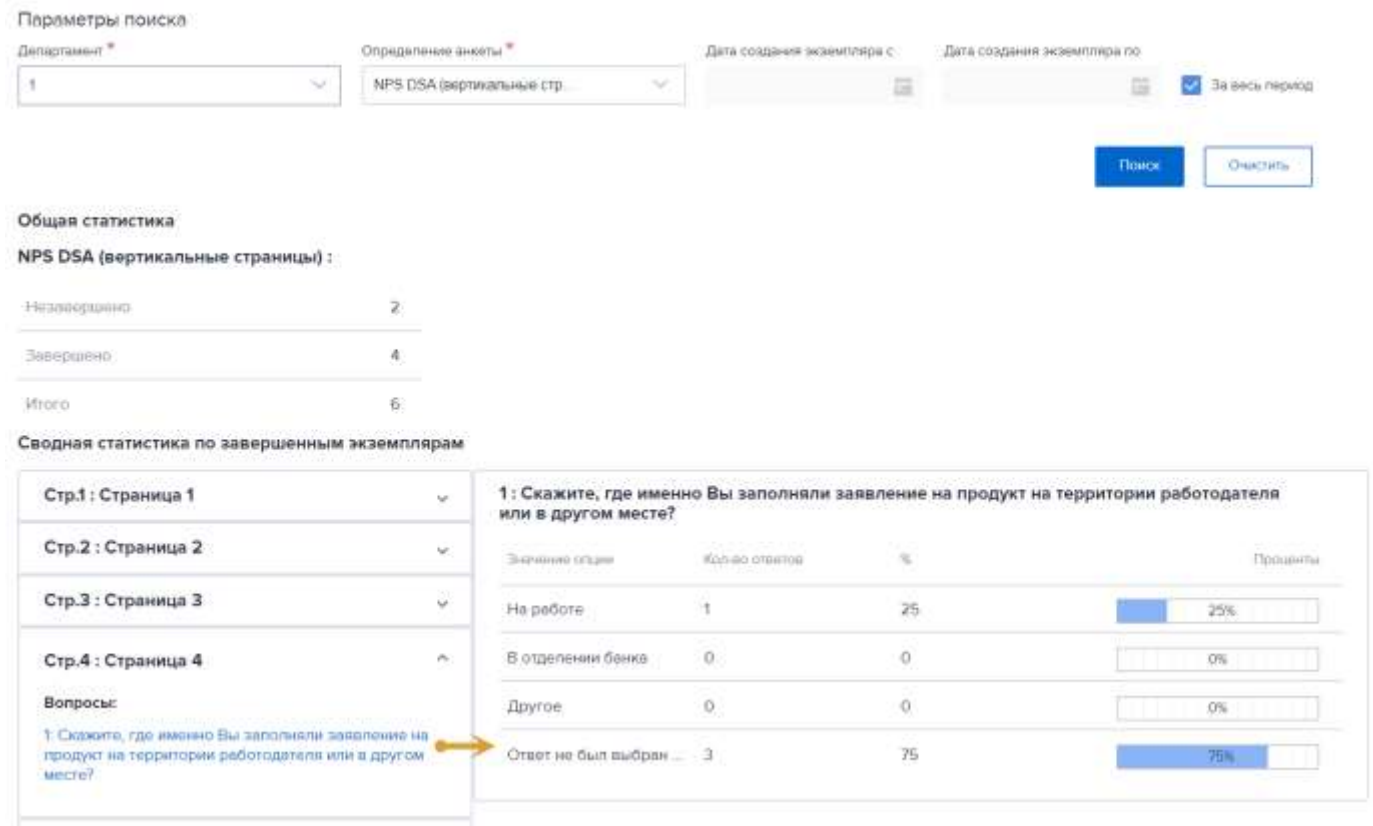 Параметры поиска
Департамент * Определение анкеты * Дата создания экземпляра с Дата создания экземпляра по
1 NPS DSA (вертикальные стр... За весь период
Поиск Очистить
Общая статистика
NPS DSA (вертикальные страницы) :
Незавершено 2
Завершено 4
Итого 6
Сводная статистика по завершенным экземплярам
Стр.1 : Страница 1
Стр.2 : Страница 2
Стр.3 : Страница 3
Стр.4 : Страница 4
Вопросы:
1: Скажите, где именно Вы заполняли заявление на
продукт на территории работодателя или в другом
месте?
1 : Скажите, где именно Вы заполняли заявление на продукт на территории работодателя
или в другом месте?
Значение опции Кол-во ответов % Проценты
На работе 1 25 25%
В отделении банка 0 0 0%
Другое 0 0 0%
Ответ не был выбран ... 3 75 75%